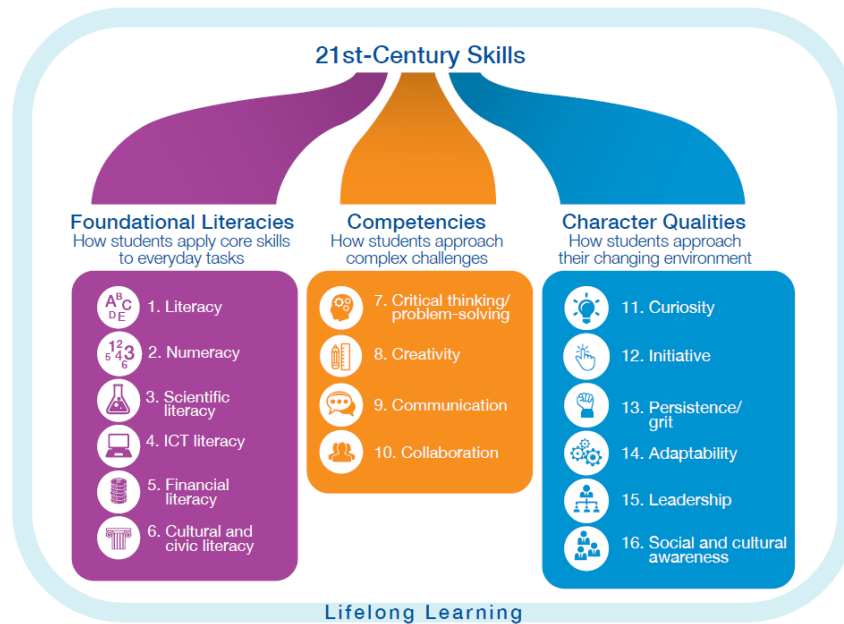 21st-Century Skills
Foundational Literacies
How students apply core skills
to everyday tasks
ABCDE
1. Literacy
123456
2. Numeracy
3. Scientific
literacy
4. ICT literacy
5. Financial
literacy
6. Cultural and
civic literacy
Competencies
How students approach
complex challenges
7. Critical thinking/
problem-solving
8. Creativity
9. Communication
10. Collaboration
Character Qualities
How students approach
their changing environment
11. Curiosity
12. Initiative
13. Persistence/
grit
14. Adaptability
15. Leadership
16. Social and cultural
awareness
Lifelong Learning